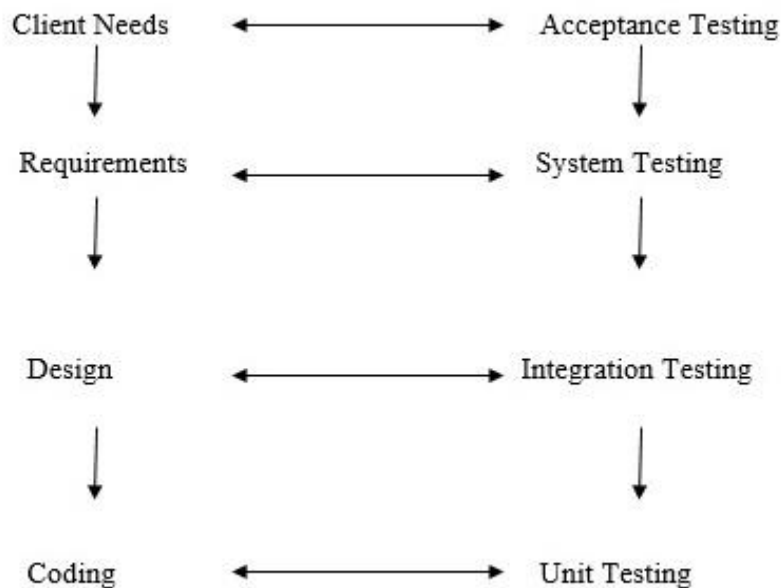 Client Needs
Acceptance Testing
Requirements
System Testing
Design
Integration Testing
Coding
Unit Testing